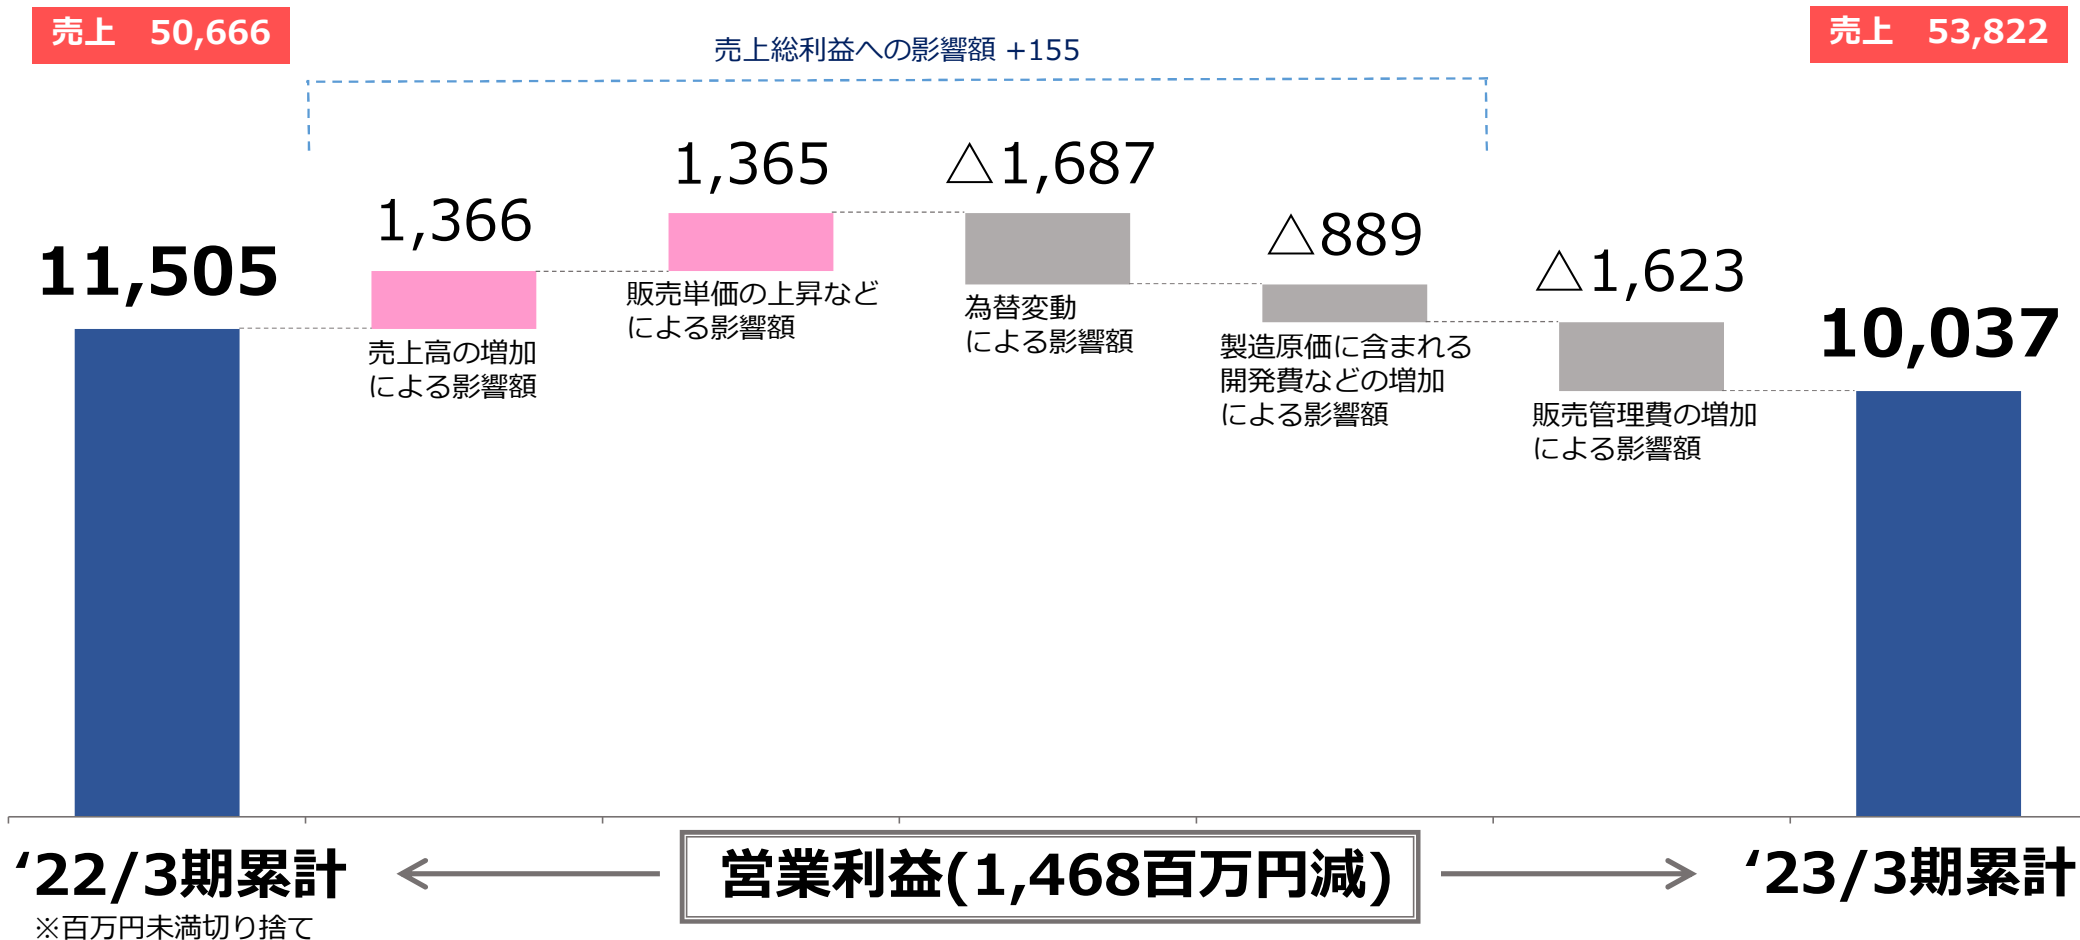 売上　50,666
売上総利益への影響額 +155
売上　53,822
11,505
1,366
売上高の増加
による影響額
1,365
販売単価の上昇など
による影響額
△1,687
為替変動
による影響額
△889
製造原価に含まれる
開発費などの増加
による影響額
△1,623
販売管理費の増加
による影響額
10,037
‘22/3期累計
営業利益(1,468百万円減)
‘23/3期累計
※百万円未満切り捨て